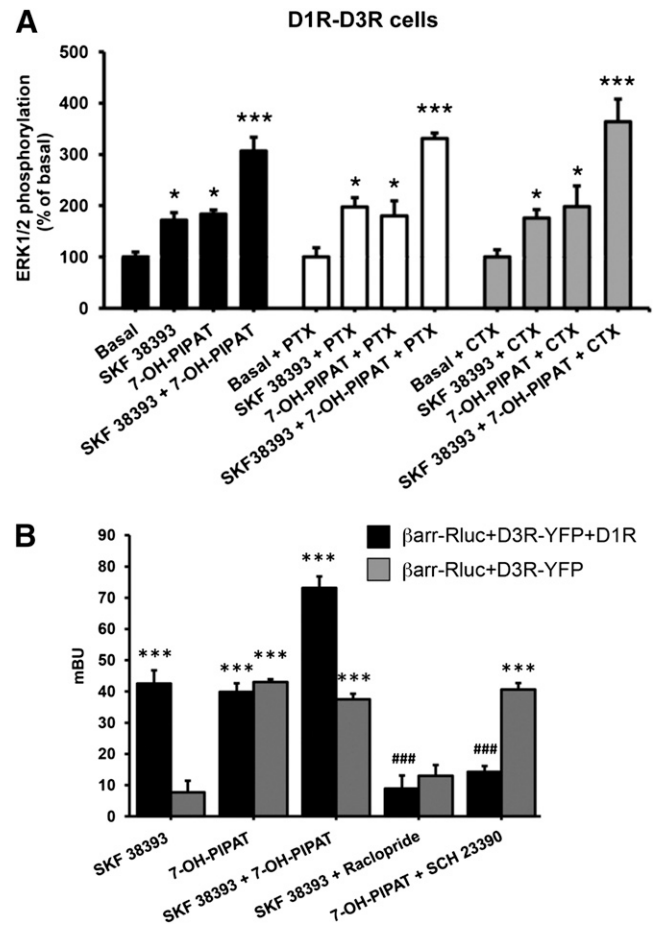 A
D1R-D3R cells
ERK1/2 phosphorylation
(% of basal)
500
400
300
200
100
0
*
*
***
*
*
***
*
*
***
Basal
SKF 38393
7-OH-PIPAT
SKF 38393 + 7-OH-PIPAT
Basal + PTX
SKF 38393 + PTX
7-OH-PIPAT + PTX
SKF38393 + 7-OH-PIPAT + PTX
Basal + CTX
SKF 38393 + CTX
7-OH-PIPAT + CTX
SKF 38393 + 7-OH-PIPAT + CTX
B
βarr-Rluc+D3R-YFP+D1R
βarr-Rluc+D3R-YFP
mBU
90
80
70
60
50
40
30
20
10
0
***
***
***
***
***
###
###
***
SKF 38393
7-OH-PIPAT
SKF 38393 + 7-OH-PIPAT
SKF 38393 + Raclopride
7-OH-PIPAT + SCH 23390